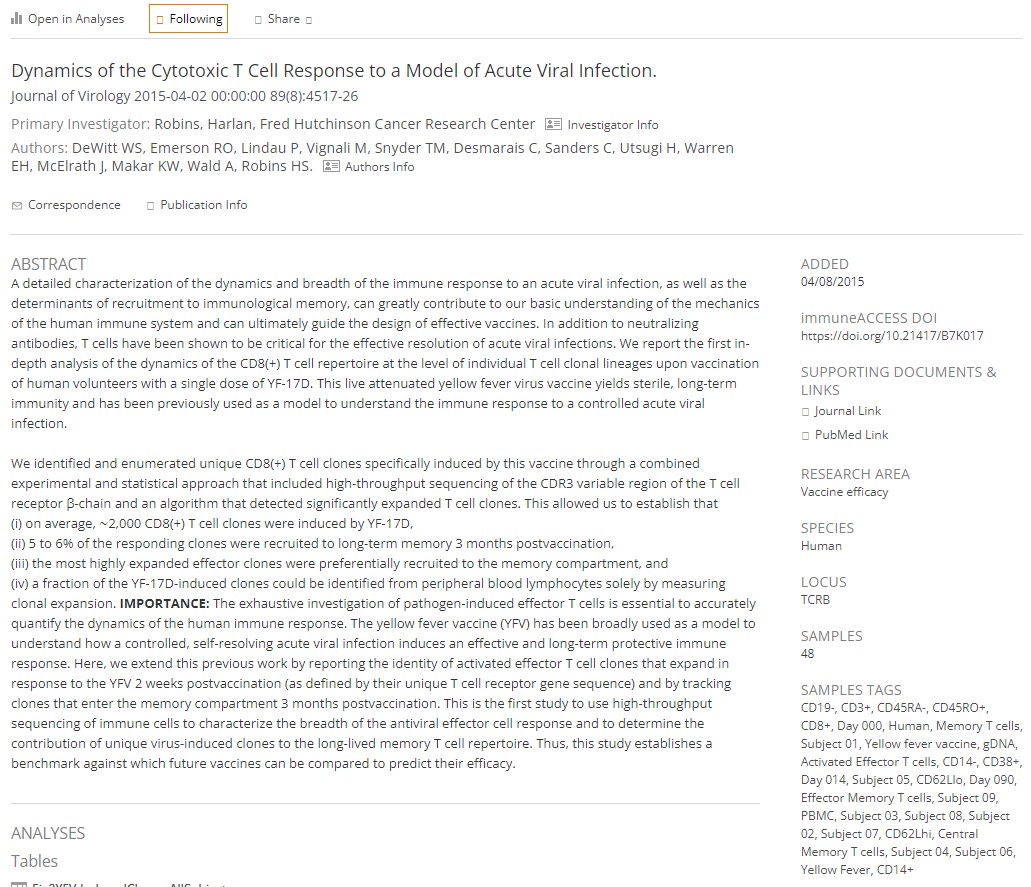 Open in Analyses
Following
Share
Dynamics of the Cytotoxic T Cell Response to a Model of Acute Viral Infection.
Journal of Virology 2015-04-02 00:00:00 89(8):4517-26
Primary Investigator: Robins, Harlan, Fred Hutchinson Cancer Research Center Investigator Info
Authors: DeWitt WS, Emerson RO, Lindau P, Vignali M, Snyder TM, Desmarais C, Sanders C, Utsugi H, Warren
EH, McElrath J, Makar KW, Wald A, Robins HS. Authors Info
Correspondence
Publication Info
ABSTRACT
A detailed characterization of the dynamics and breadth of the immune response to an acute viral infection, as well as the
determinants of recruitment to immunological memory, can greatly contribute to our basic understanding of the mechanics
of the human immune system and can ultimately guide the design of effective vaccines. In addition to neutralizing
antibodies, T cells have been shown to be critical for the effective resolution of acute viral infections. We report the first in-
depth analysis of the dynamics of the CD8(+) T cell repertoire at the level of individual T cell clonal lineages upon vaccination
of human volunteers with a single dose of YF-17D. This live attenuated yellow fever virus vaccine yields sterile, long-term
immunity and has been previously used as a model to understand the immune response to a controlled acute viral
infection.
We identified and enumerated unique CD8(+) T cell clones specifically induced by this vaccine through a combined
experimental and statistical approach that included high-throughput sequencing of the CDR3 variable region of the T cell
receptor β-chain and an algorithm that detected significantly expanded T cell clones. This allowed us to establish that
(i) on average, ~2,000 CD8(+) T cell clones were induced by YF-17D,
(ii) 5 to 6% of the responding clones were recruited to long-term memory 3 months postvaccination,
(iii) the most highly expanded effector clones were preferentially recruited to the memory compartment, and
(iv) a fraction of the YF-17D-induced clones could be identified from peripheral blood lymphocytes solely by measuring
clonal expansion. IMPORTANCE: The exhaustive investigation of pathogen-induced effector T cells is essential to accurately
quantify the dynamics of the human immune response. The yellow fever vaccine (YFV) has been broadly used as a model to
understand how a controlled, self-resolving acute viral infection induces an effective and long-term protective immune
response. Here, we extend this previous work by reporting the identity of activated effector T cell clones that expand in
response to the YFV 2 weeks postvaccination (as defined by their unique T cell receptor gene sequence) and by tracking
clones that enter the memory compartment 3 months postvaccination. This is the first study to use high-throughput
sequencing of immune cells to characterize the breadth of the antiviral effector cell response and to determine the
contribution of unique virus-induced clones to the long-lived memory T cell repertoire. Thus, this study establishes a
benchmark against which future vaccines can be compared to predict their efficacy.
ANALYSES
Tables
ADDED
04/08/2015
immuneACCESS DOI
https://doi.org/10.21417/B7K017
SUPPORTING DOCUMENTS &
LINKS
Journal Link
PubMed Link
RESEARCH AREA
Vaccine efficacy
SPECIES
Human
LOCUS
TCRB
SAMPLES
48
SAMPLES TAGS
CD19-, CD3+, CD45RA-, CD45RO+,
CD8+, Day 000, Human, Memory T cells,
Subject 01, Yellow fever vaccine, gDNA,
Activated Effector T cells, CD14-, CD38+,
Day 014, Subject 05, CD62Llo, Day 090,
Effector Memory T cells, Subject 09,
PBMC, Subject 03, Subject 08, Subject
02, Subject 07, CD62Lhi, Central
Memory T cells, Subject 04, Subject 06,
Yellow Fever, CD14+